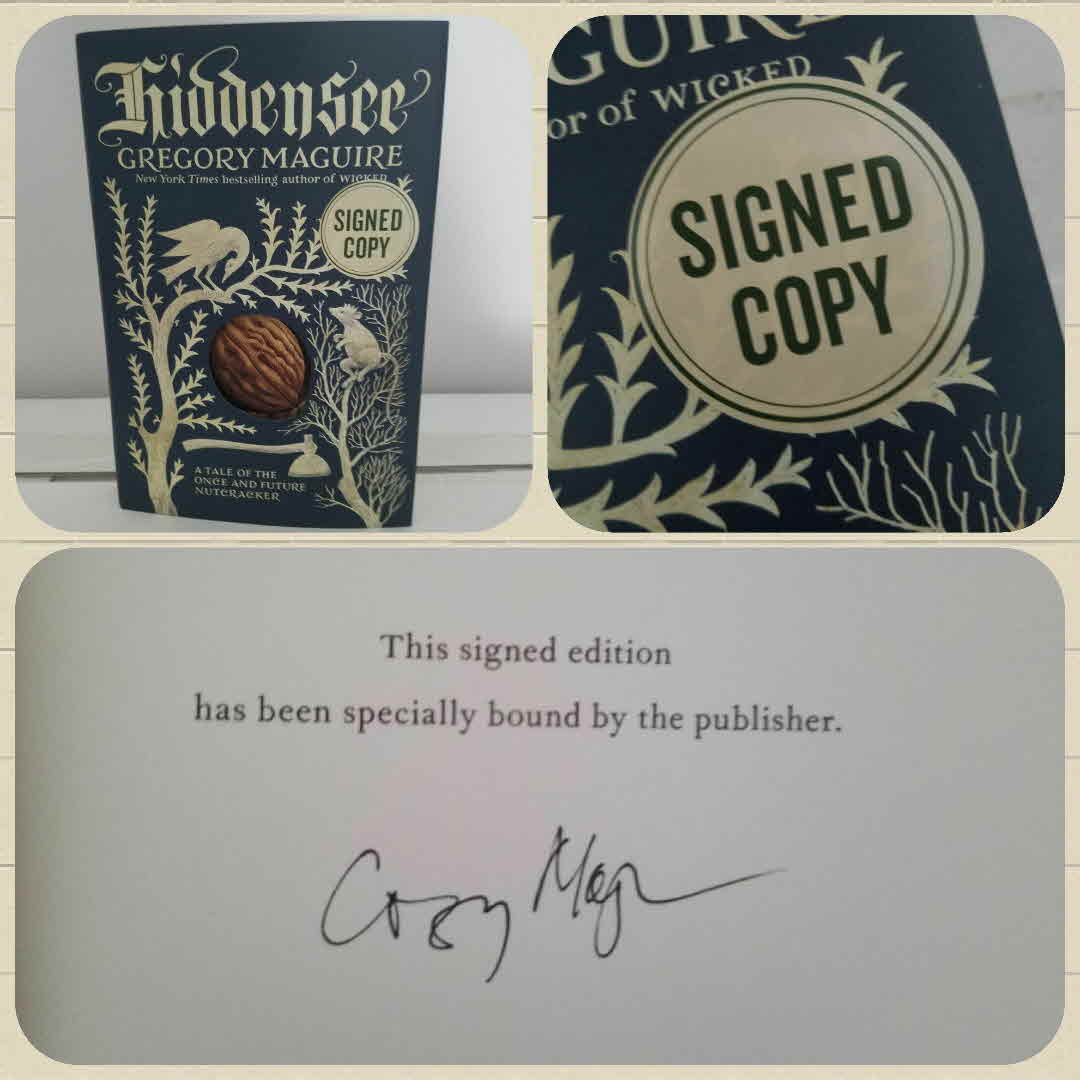 Hiddensee
GREGORY MAGUIRE
New York Times bestselling author of WICKED
SIGNED
COPY
A TALE OF THE
ONCE AND FUTURE
NUTCRACKER
GUIRE
or of WICKED
SIGNED
COPY
This signed edition
has been specially bound by the publisher.